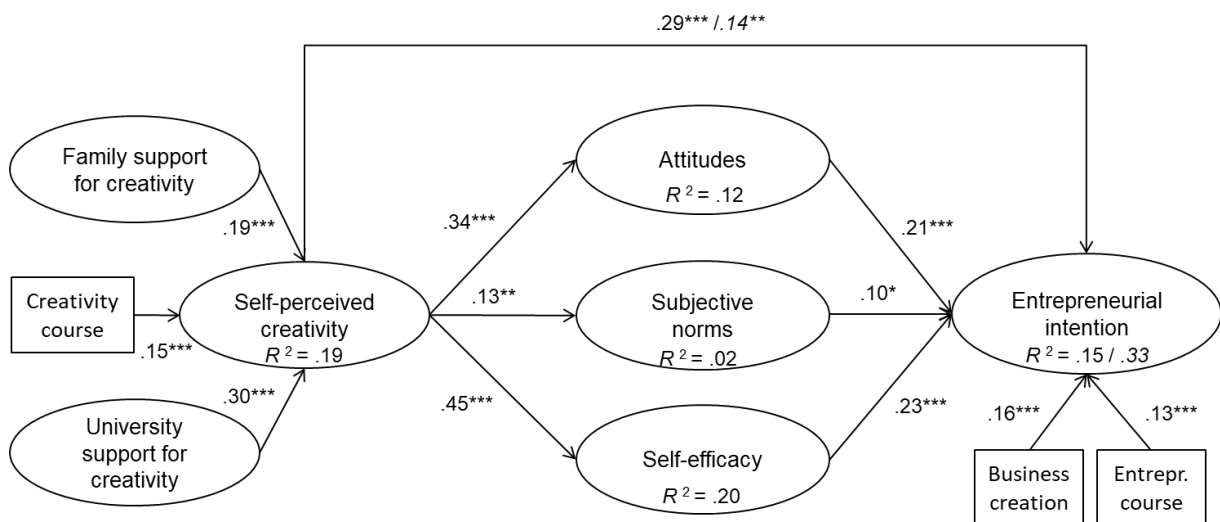 .29*** /.14**
Family support
for creativity
.19***
Creativity
course
.15***
University
support for
creativity
.30***
Self-perceived
creativity
R² = .19
.34***
.13**
.45***
Attitudes
R² = .12
Subjective
norms
R² = .02
Self-efficacy
R² = .20
.21***
.10*
.23***
Entrepreneurial
intention
R² = .15 / .33
.16***
.13***
Business
creation
Entrepr.
course